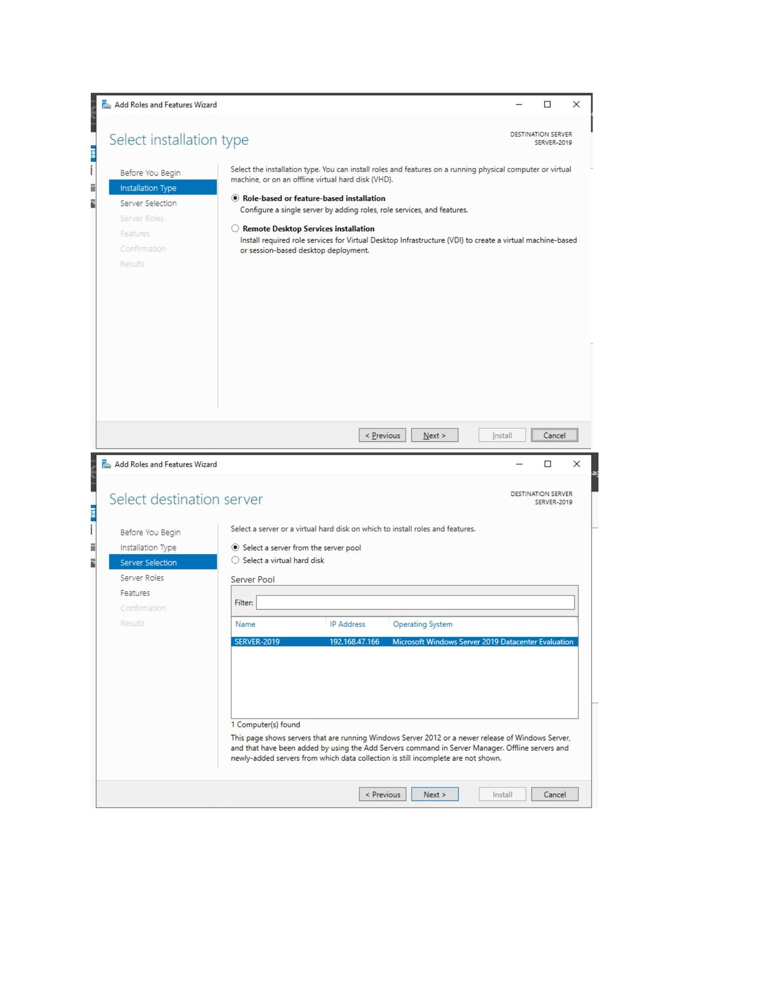 Add Roles and Features Wizard
Select installation type
DESTINATION SERVER
SERVER-2019
Before You Begin
Installation Type
Server Selection
Server Roles
Features
Confirmation
Results
Select the installation type. You can install roles and features on a running physical computer or virtual
machine, or on an offline virtual hard disk (VHD).
Role-based or feature-based installation
Configure a single server by adding roles, role services, and features.
Remote Desktop Services installation
Install required role services for Virtual Desktop Infrastructure (VDI) to create a virtual machine-based
or session-based desktop deployment.
< Previous
Next >
Install
Cancel
Add Roles and Features Wizard
Select destination server
DESTINATION SERVER
SERVER-2019
Before You Begin
Installation Type
Server Selection
Server Roles
Features
Confirmation
Results
Select a server or a virtual hard disk on which to install roles and features.
Select a server from the server pool
Select a virtual hard disk
Server Pool
Filter:
Name IP Address Operating System
SERVER-2019 192.168.47.166 Microsoft Windows Server 2019 Datacenter Evaluation
1 Computer(s) found
This page shows servers that are running Windows Server 2012 or a newer release of Windows Server,
and that have been added by using the Add Servers command in Server Manager. Offline servers and
newly-added servers from which data collection is still incomplete are not shown.
< Previous
Next >
Install
Cancel